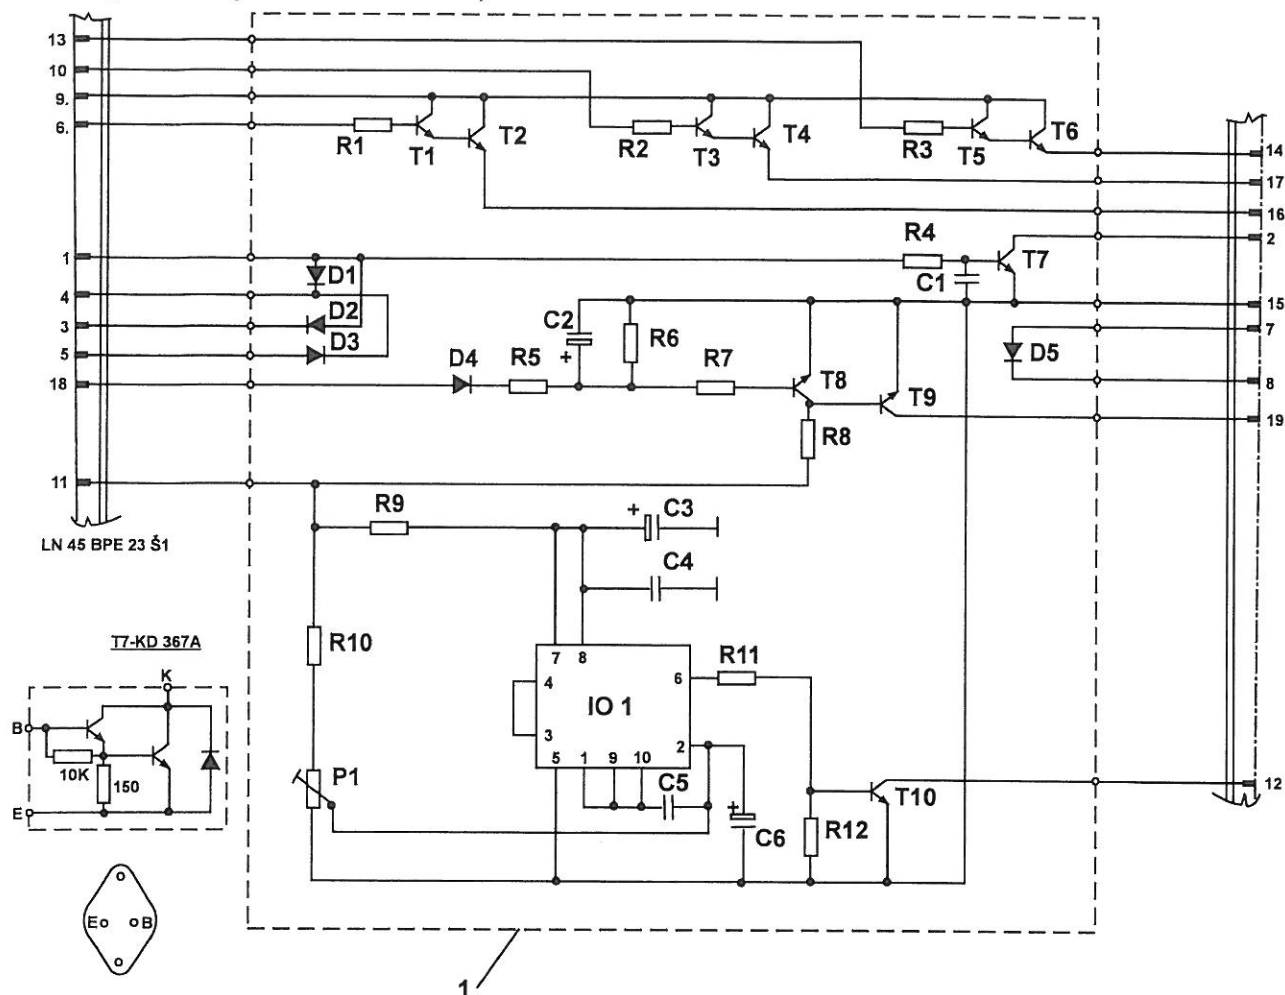 13
10
9.
6.
R1
T1
T2
R2
T3
T4
R3
T5
T6
14
17
16
2
1
R4
T7
D1
C1
4
15
3
D2
7
C2
R6
5
D3
D4
R5
+
R7
D5
T8
18
8
T9
19
R8
11
R9
+
C3
LN 45 BPE 23 Š1
C4
T7-KD 367A
R10
7
8
R11
K
4
6
IO 1
B
3
2
5
1
9
10
10K
150
P1
C5
+
T10
12
E
C6
R12
E
B
1